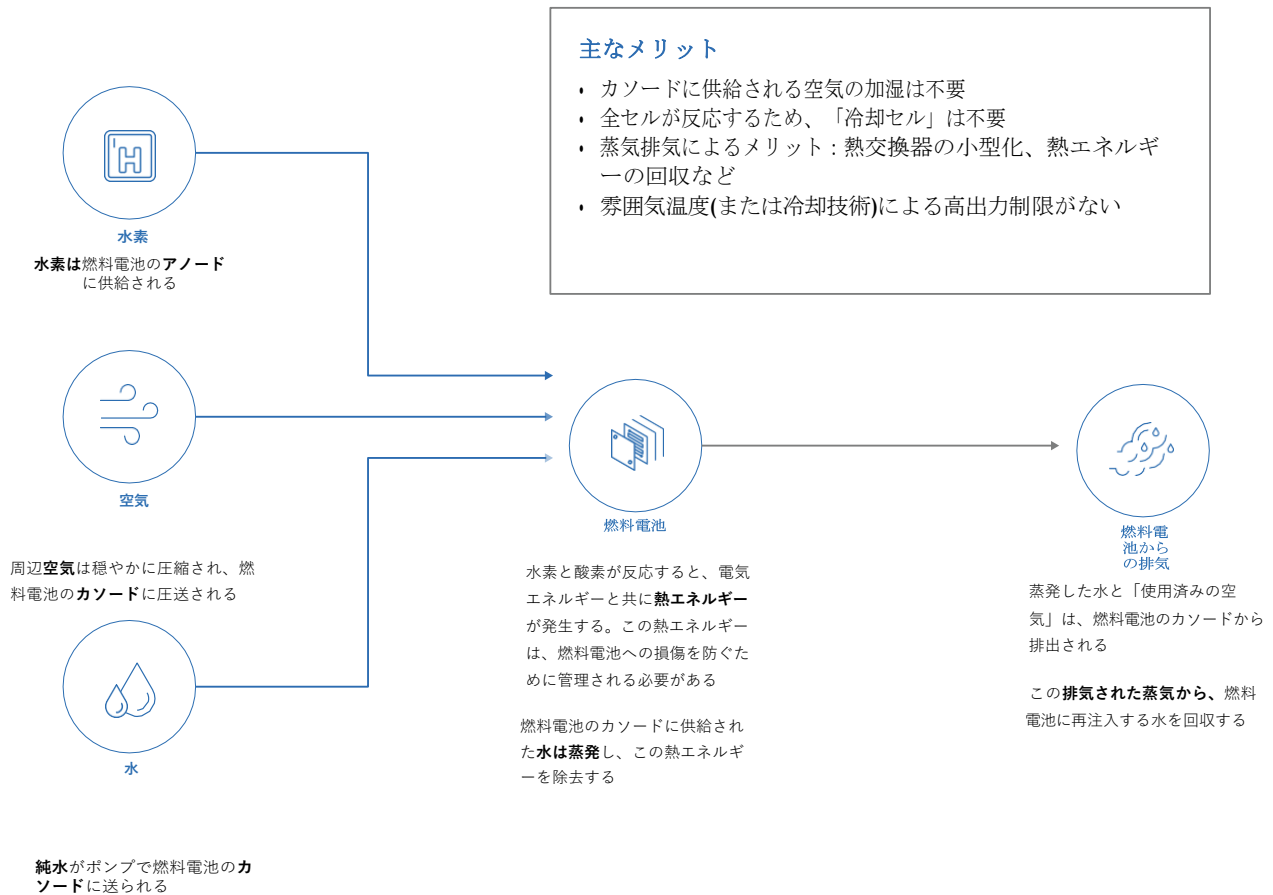 主なメリット
• カソードに供給される空気の加湿は不要
• 全セルが反応するため、「冷却セル」は不要
• 蒸気排気によるメリット：熱交換器の小型化、熱エネルギ
ーの回収など
• 雰囲気温度(または冷却技術)による高出力制限がない
H
水素
水素は燃料電池のアノード
に供給される
空気
周辺空気は穏やかに圧縮され、燃
料電池のカソードに圧送される
水
純水がポンプで燃料電池のカ
ソードに送られる
燃料電池
水素と酸素が反応すると、電気
エネルギーと共に熱エネルギー
が発生する。この熱エネルギー
は、燃料電池への損傷を防ぐた
めに管理される必要がある
燃料電池のカソードに供給され
た水は蒸発し、この熱エネルギ
ーを除去する
燃料電
池から
の排気
蒸発した水と「使用済みの空
気」は、燃料電池のカソードから
排出される
この排気された蒸気から、燃料
電池に再注入する水を回収する